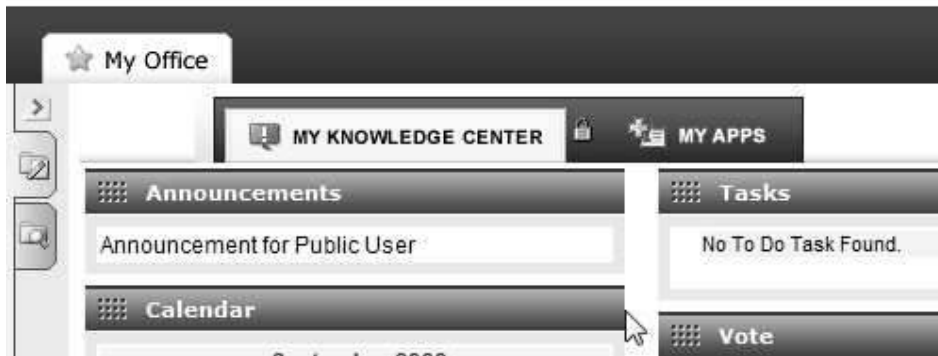 My Office
MY KNOWLEDGE CENTER MY APPS
Announcements
Announcement for Public User
Calendar
Tasks
No To Do Task Found.
Vote